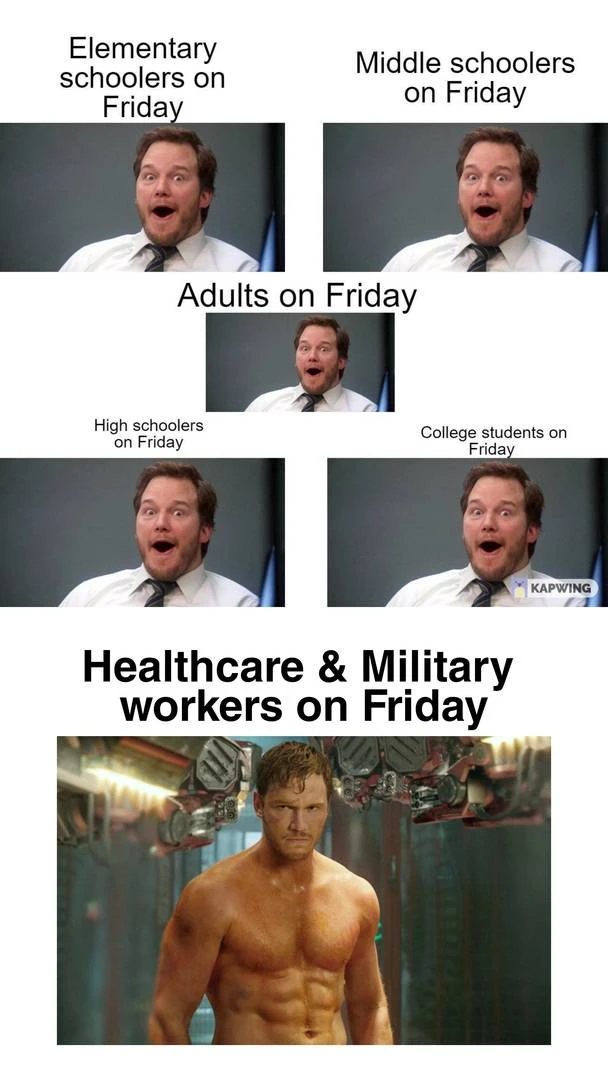 Elementary
schoolers on
Friday
Middle schoolers
on Friday
Adults on Friday
High schoolers
on Friday
College students on
Friday
KAPWING
Healthcare & Military
workers on Friday